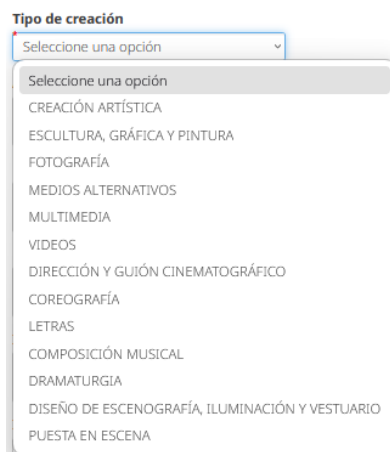 Tipo de creación
*
Seleccione una opción
Seleccione una opción
CREACIÓN ARTÍSTICA
ESCULTURA, GRÁFICA Y PINTURA
FOTOGRAFÍA
MEDIOS ALTERNATIVOS
MULTIMEDIA
VIDEOS
DIRECCIÓN Y GUIÓN CINEMATOGRÁFICO
COREOGRAFÍA
LETRAS
COMPOSICIÓN MUSICAL
DRAMATURGIA
DISEÑO DE ESCENOGRAFÍA, ILUMINACIÓN Y VESTUARIO
PUESTA EN ESCENA